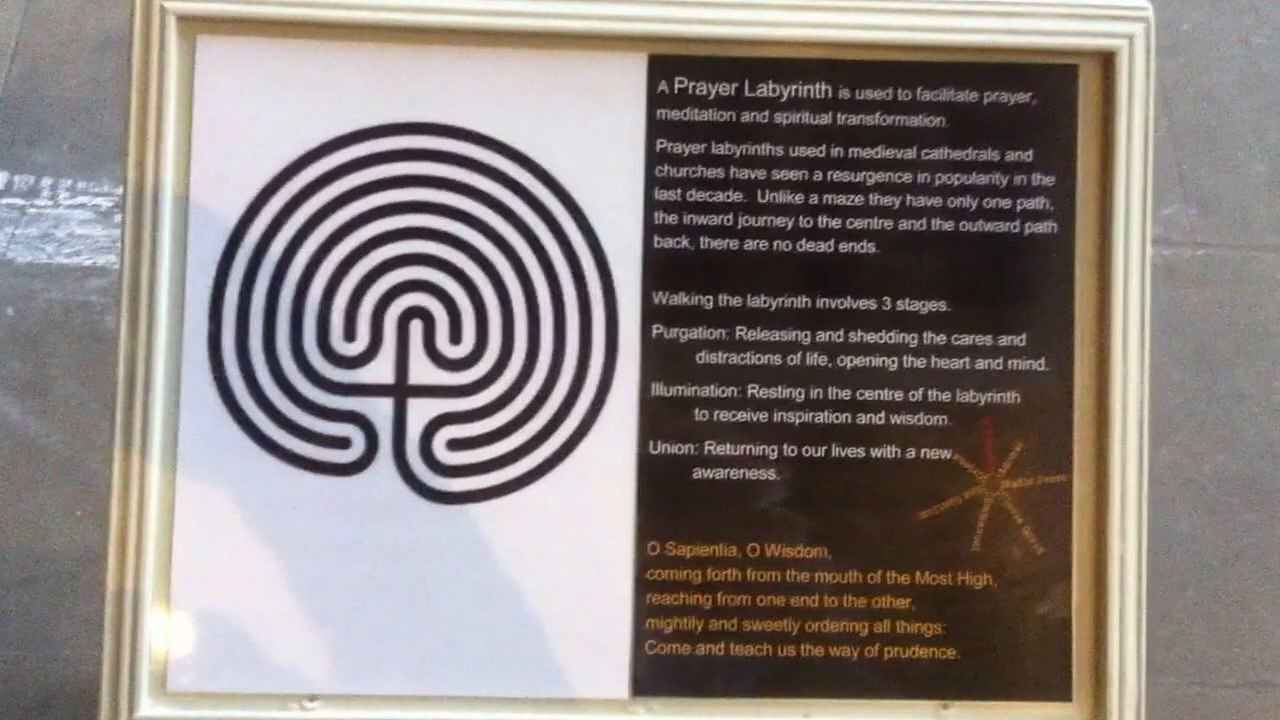 A Prayer Labyrinth is used to facilitate prayer,
meditation and spiritual transformation.
Prayer labyrinths used in medieval cathedrals and
churches have seen a resurgence in popularity in the
last decade. Unlike a maze they have only one path,
the inward journey to the centre and the outward path
back, there are no dead ends.
Walking the labyrinth involves 3 stages.
Purgation: Releasing and shedding the cares and
distractions of life, opening the heart and mind.
Illumination: Resting in the centre of the labyrinth
to receive inspiration and wisdom.
Union: Returning to our lives with a new
awareness.
O Sapientia, O Wisdom,
coming forth from the mouth of the Most High,
reaching from one end to the other,
mightily and sweetly ordering all things:
Come and teach us the way of prudence.